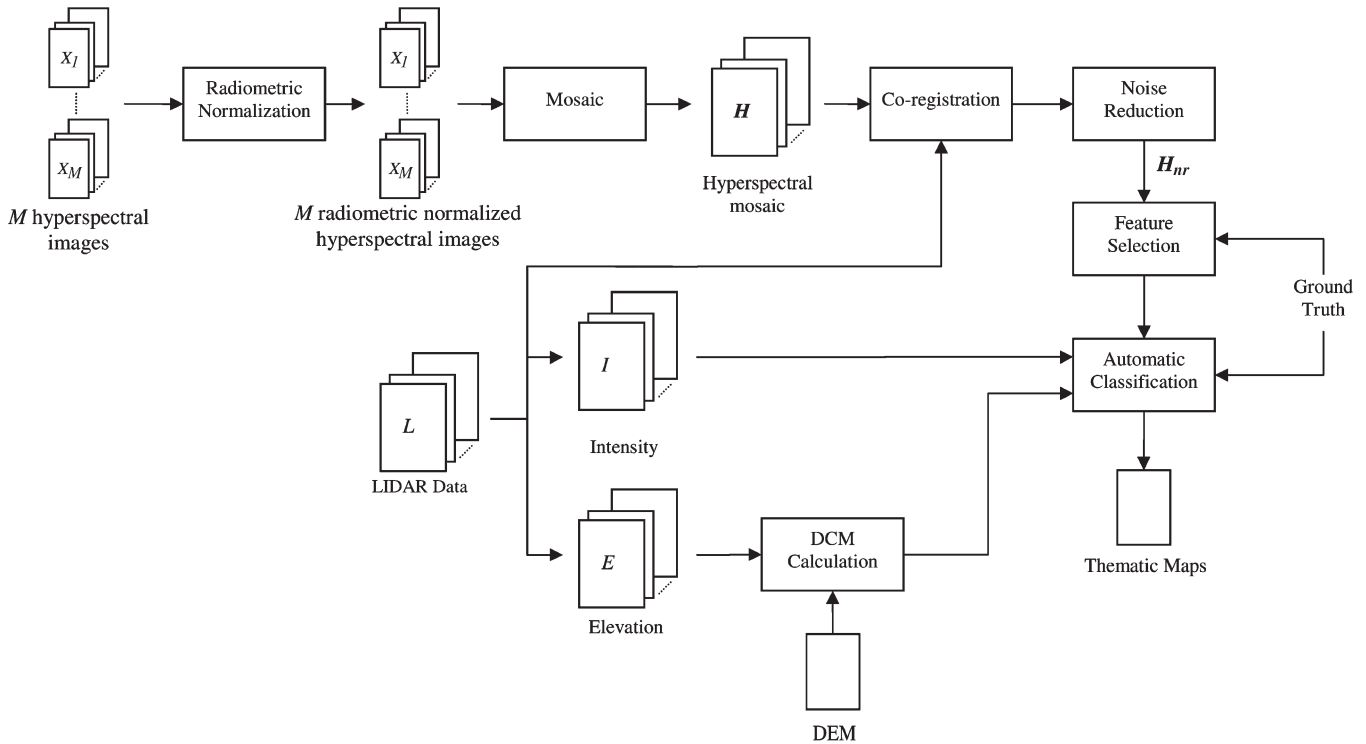 X1
XM
M hyperspectral
images
Radiometric
Normalization
X1
XM
M radiometric normalized
hyperspectral images
Mosaic
H
Hyperspectral
mosaic
Co-registration
Noise
Reduction
Hnr
Feature
Selection
Ground
Truth
Automatic
Classification
Thematic Maps
L
LIDAR Data
I
Intensity
E
Elevation
DCM
Calculation
DEM